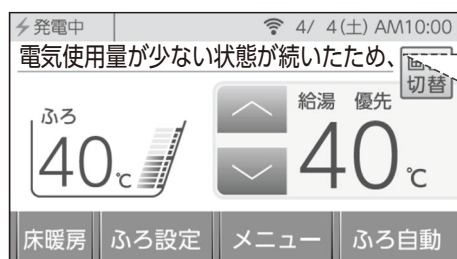 発電中
4/ 4(土) AM10:00
電気使用量が少ない状態が続いたため、
切替
ふろ
40℃
給湯 優先
40℃
床暖房
ふろ設定
メニュー
ふろ自動